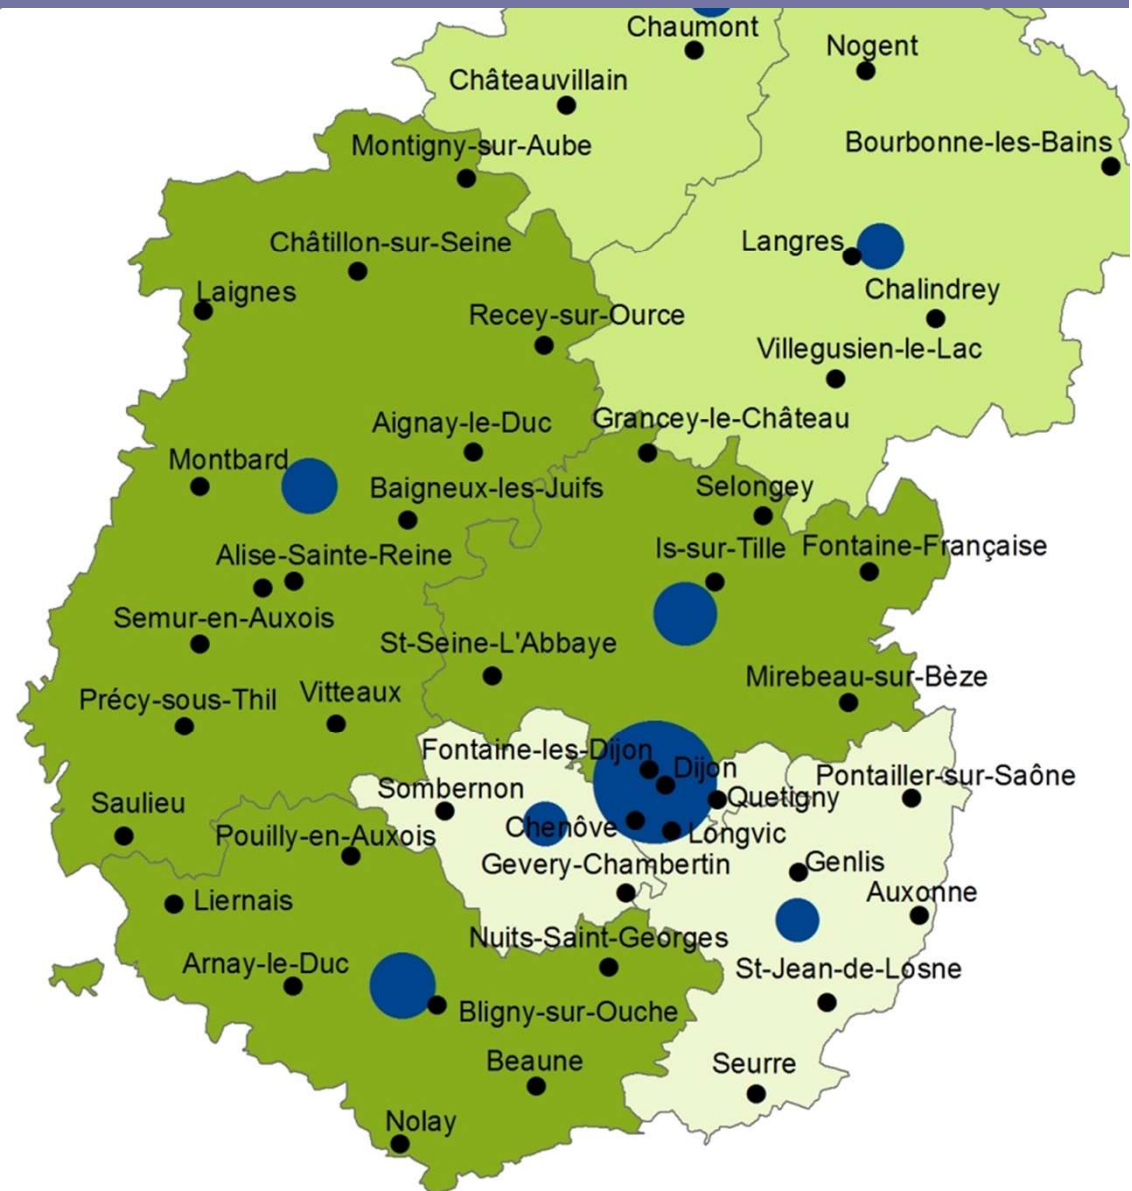 Chaumont
Nogent
Châteauvillain
Bourbonne-les-Bains
Montigny-sur-Aube
Langres
Châtillon-sur-Seine
Chalindrey
Laignes
Recey-sur-Ource
Villegusien-le-Lac
Grancey-le-Château
Aignay-le-Duc
Montbard
Baigneux-les-Juifs
Selongey
Is-sur-Tille
Fontaine-Française
Alise-Sainte-Reine
Semur-en-Auxois
St-Seine-L'Abbaye
Mirebeau-sur-Bèze
Précy-sous-Thil
Vitteaux
Fontaine-les-Dijon
Dijon
Pontailler-sur-Saône
Sombernon
Quetigny
Saulieu
Chenôve
Longvic
Pouilly-en-Auxois
Gevery-Chambertin
Genlis
Auxonne
Liernais
Nuits-Saint-Georges
Arnay-le-Duc
St-Jean-de-Losne
Bligny-sur-Ouche
Beaune
Seurre
Nolay